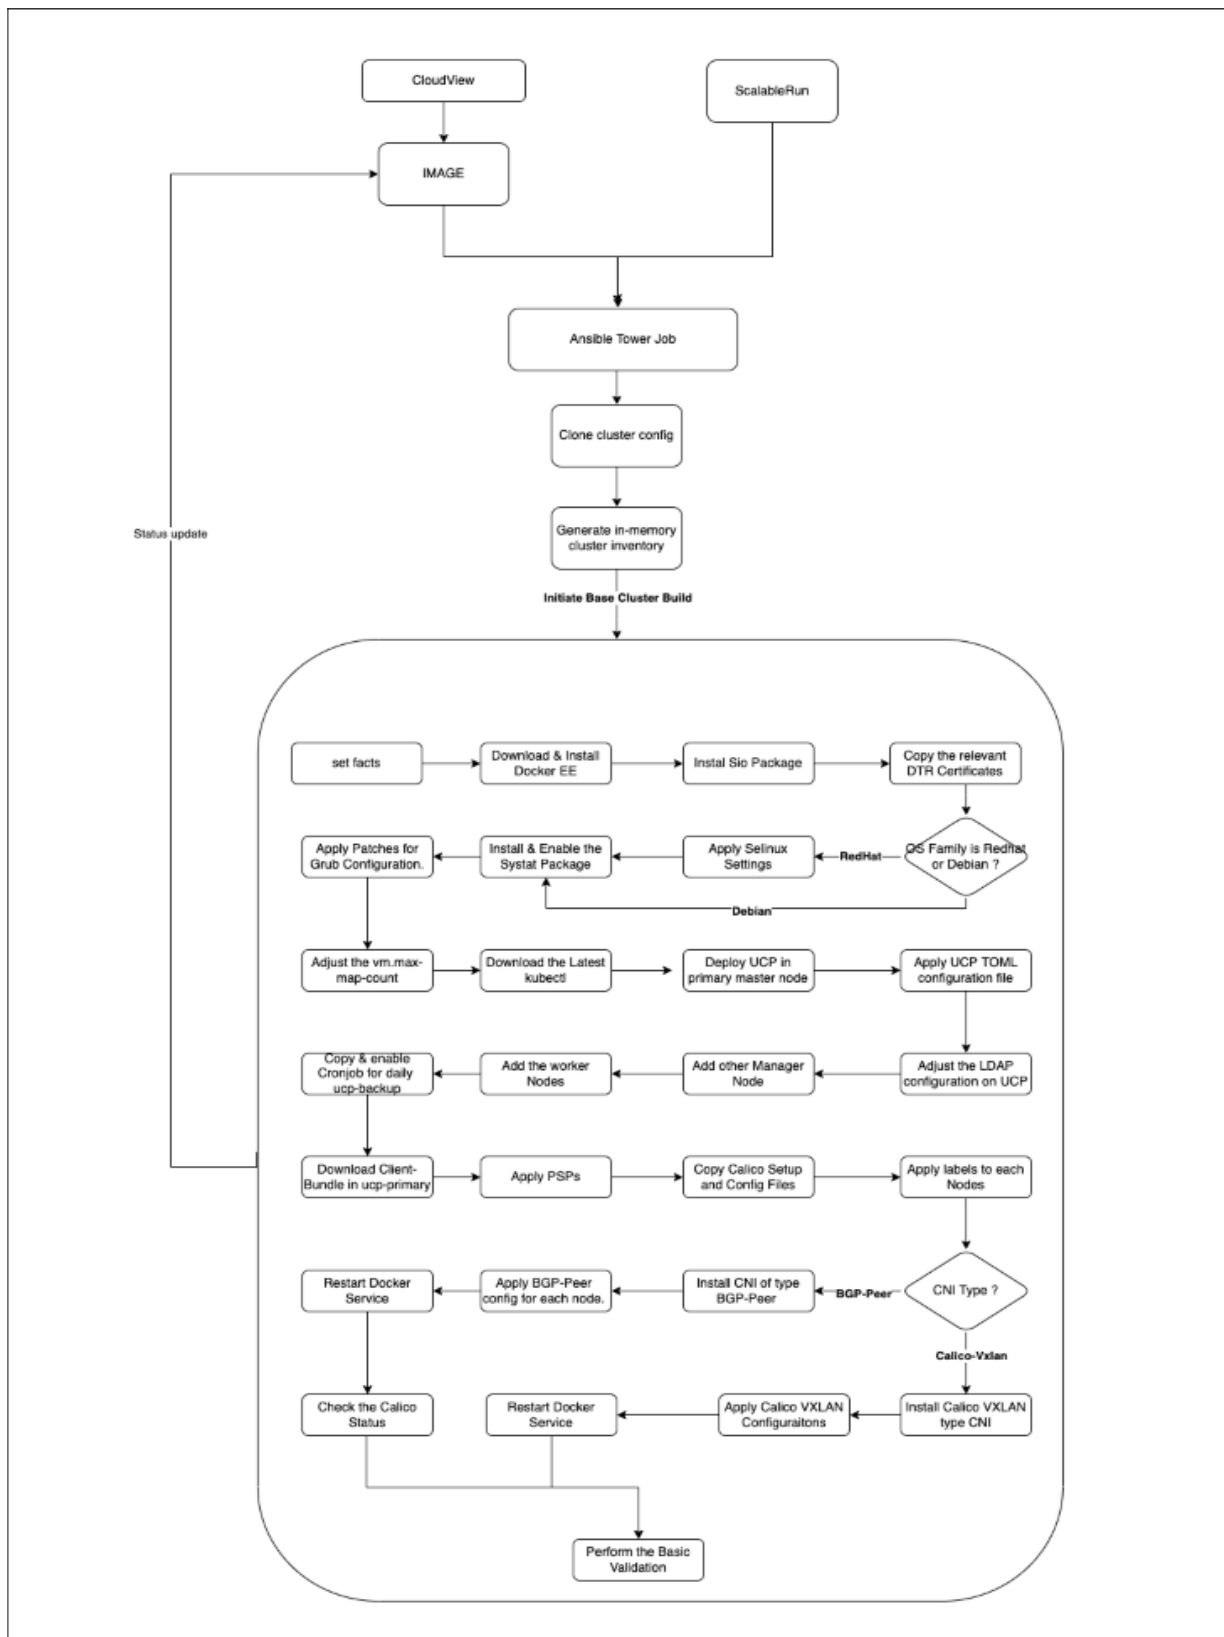 CloudView
ScalableRun
IMAGE
Ansible Tower Job
Clone cluster config
Status update
Generate in-memory
cluster inventory
Initiate Base Cluster Build
set facts
Download & Install
Docker EE
Instal Sio Package
Copy the relevant
DTR Certificates
OS Family is Redhat
or Debian ?
RedHat
Apply Selinux
Settings
Install & Enable the
Systat Package
Apply Patches for
Grub Configuration.
Debian
Adjust the vm.max-
map-count
Download the Latest
kubectl
Deploy UCP in
primary master node
Apply UCP TOML
configuration file
Adjust the LDAP
configuration on UCP
Add other Manager
Node
Add the worker
Nodes
Copy & enable
Cronjob for daily
ucp-backup
Download Client-
Bundle in ucp-primary
Apply PSPs
Copy Calico Setup
and Config Files
Apply labels to each
Nodes
CNI Type ?
BGP-Peer
Install CNI of type
BGP-Peer
Apply BGP-Peer
config for each node.
Restart Docker
Service
Calico-Vxlan
Check the Calico
Status
Restart Docker
Service
Apply Calico VXLAN
Configuraitons
Install Calico VXLAN
type CNI
Perform the Basic
Validation